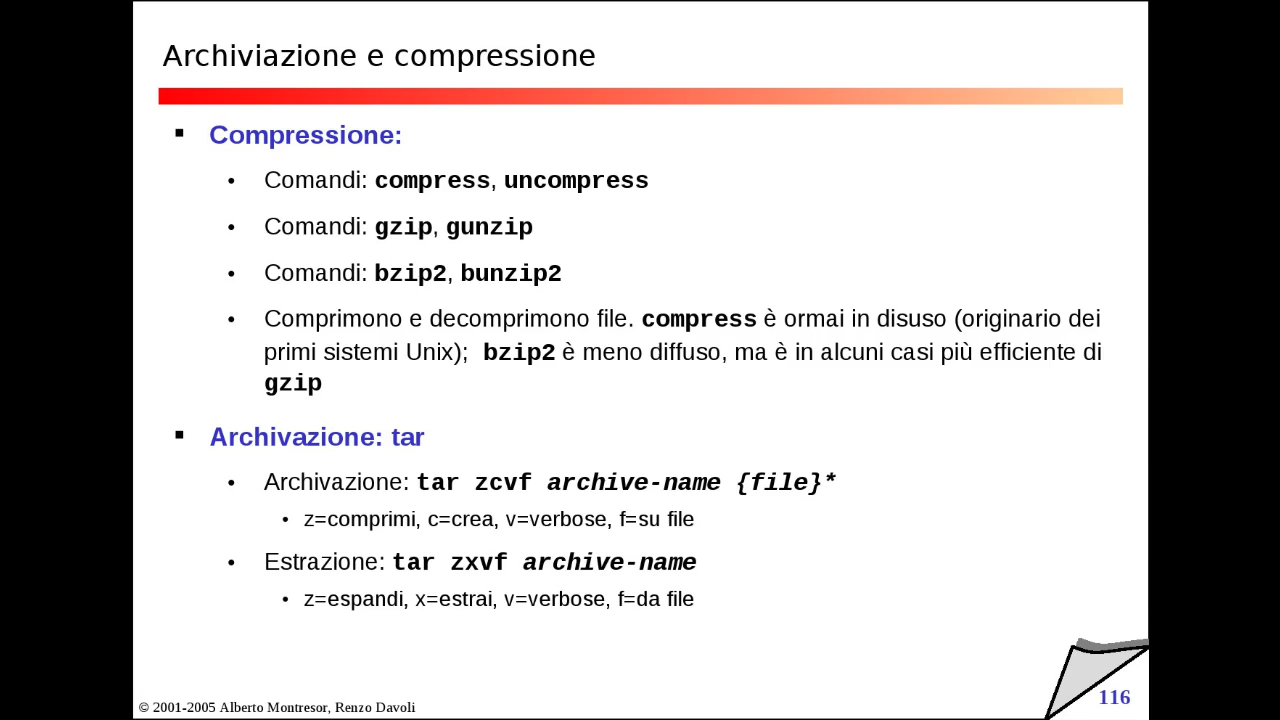 Archiviazione e compressione
▪ Compressione:
• Comandi: compress, uncompress
• Comandi: gzip, gunzip
• Comandi: bzip2, bunzip2
• Comprimono e decomprimono file. compress è ormai in disuso (originario dei
primi sistemi Unix); bzip2 è meno diffuso, ma è in alcuni casi più efficiente di
gzip
▪ Archivazione: tar
• Archivazione: tar zcvf archive-name {file}*
• z=comprimi, c=crea, v=verbose, f=su file
• Estrazione: tar zxvf archive-name
• z=espandi, x=estrai, v=verbose, f=da file
© 2001-2005 Alberto Montresor, Renzo Davoli
116